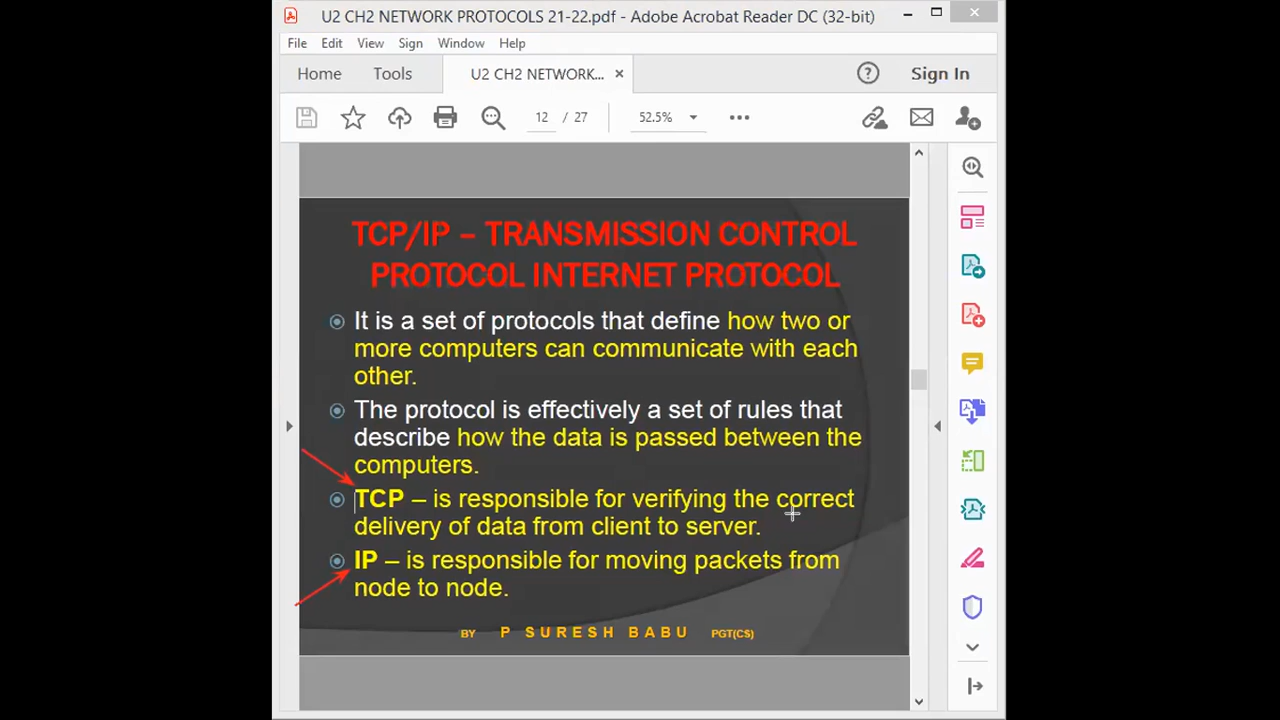 U2 CH2 NETWORK PROTOCOLS 21-22.pdf - Adobe Acrobat Reader DC (32-bit)
File Edit View Sign Window Help
Home Tools U2 CH2 NETWORK... Sign In
12 / 27 52.5%
TCP/IP – TRANSMISSION CONTROL
PROTOCOL INTERNET PROTOCOL
It is a set of protocols that define how two or
more computers can communicate with each
other.
The protocol is effectively a set of rules that
describe how the data is passed between the
computers.
TCP – is responsible for verifying the correct
delivery of data from client to server.
IP – is responsible for moving packets from
node to node.
BY P SURESH BABU PGT(CS)